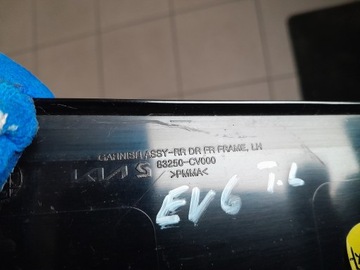 GARNISH ASSY-RR DR FR FRAME, LH
83250-CV000
>PMMA<
EV6 T.L